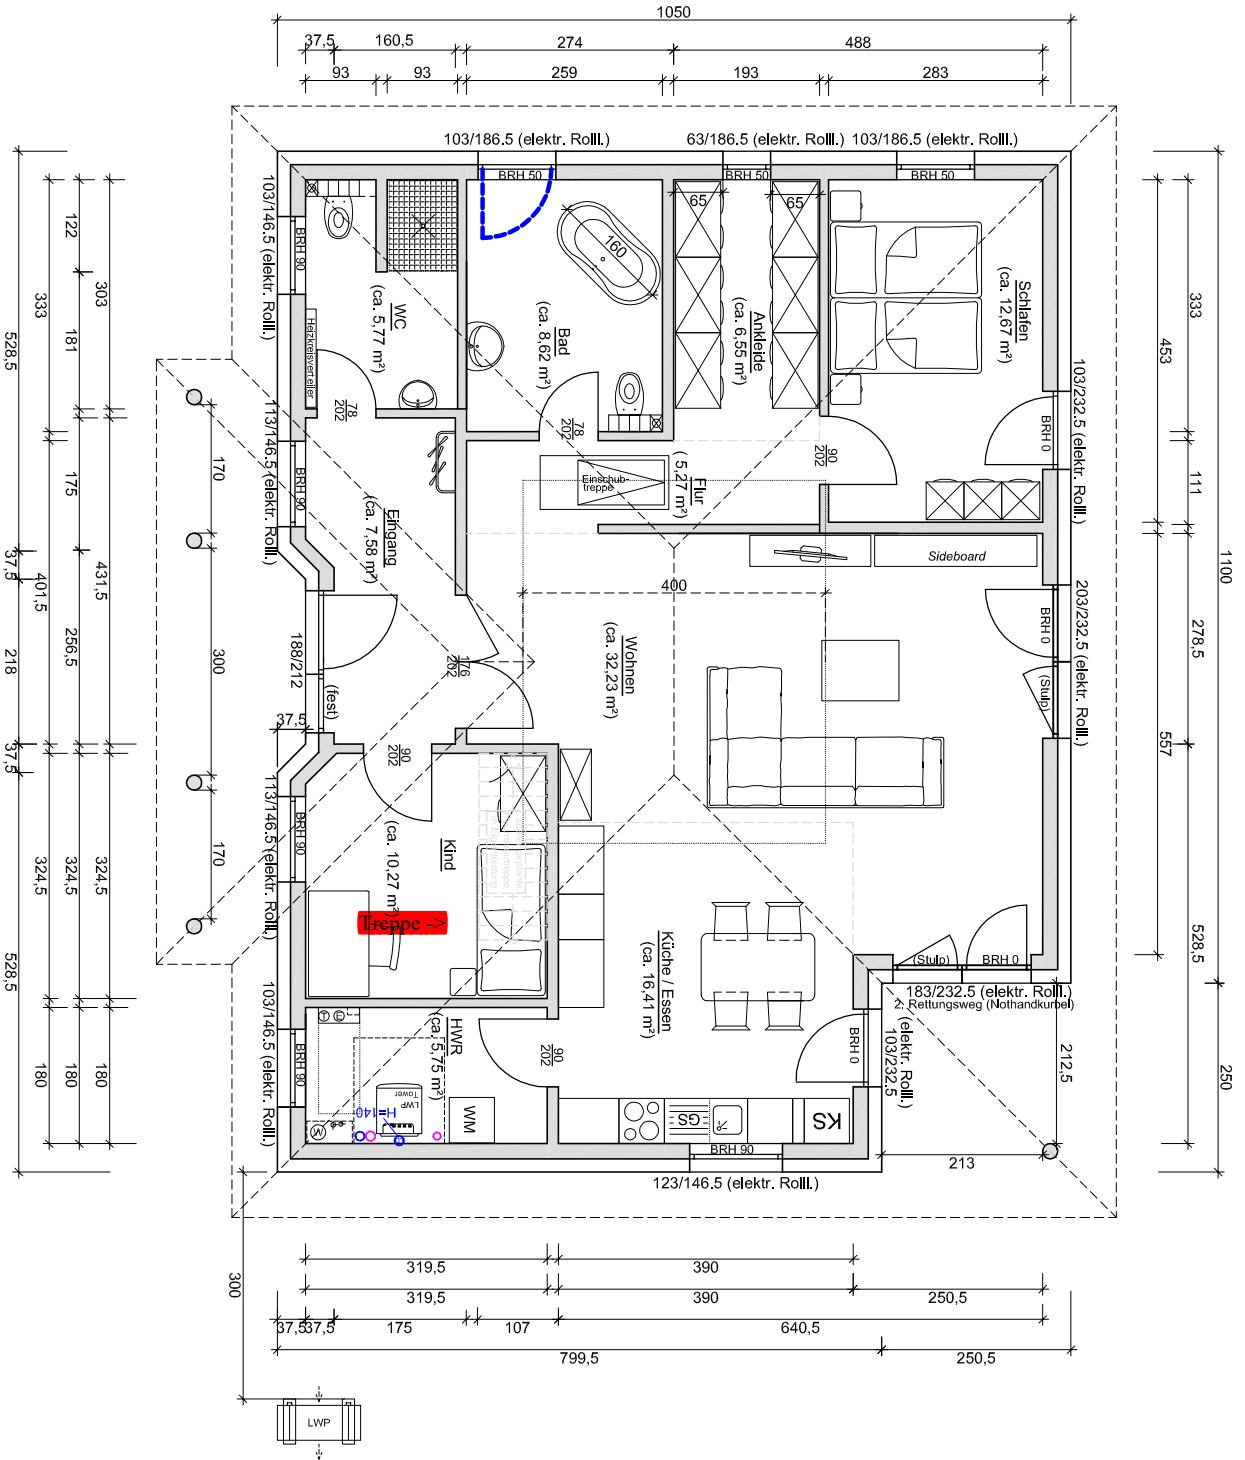 1050
37,5
160,5
274
488
93
93
259
193
283
103/186.5 (elektr. Rolll.)
63/186.5 (elektr. Rolll.)
103/186.5 (elektr. Rolll.)
BRH 50
BRH 50
BRH 50
103/146.5 (elektr. Rolll.)
BRH 90
WC
(ca. 5,77 m²)
Heizkreisverteiler
78
202
160
Bad
(ca. 8,62 m²)
78
202
65
65
Ankleide
(ca. 6,55 m²)
Schlafen
(ca. 12,67 m²)
90
202
103/232.5 (elektr. Rolll.)
BRH 0
113/146.5 (elektr. Rolll.)
BRH 90
Eingang
(ca. 7,58 m²)
Einschub-
treppe
Flur
( 5,27 m²)
Sideboard
400
Wohnen
(ca. 32,23 m²)
176
202
188/212
(fest)
37,5
203/232.5 (elektr. Rolll.)
BRH 0
(Stulp)
90
202
113/146.5 (elektr. Rolll.)
BRH 90
Kind
(ca. 10,27 m²)
Treppe ->
Küche / Essen
(ca. 16,41 m²)
(Stulp)
BRH 0
183/232.5 (elektr. Rolll.)
2. Rettungsweg (Nothandkurbel)
103/232.5
(elektr. Rolll.)
BRH 0
212,5
213
103/146.5 (elektr. Rolll.)
BRH 90
HWR
(ca. 5,75 m²)
90
202
LWP
Tower
H=140
WM
GS
KS
BRH 90
123/146.5 (elektr. Rolll.)
528,5
37,5
218
37,5
528,5
333
401,5
324,5
180
122
181
175
256,5
324,5
180
303
431,5
324,5
180
170
300
170
453
557
333
111
278,5
528,5
1100
250
300
319,5
390
319,5
390
250,5
37,5
37,5
175
107
640,5
799,5
250,5
LWP